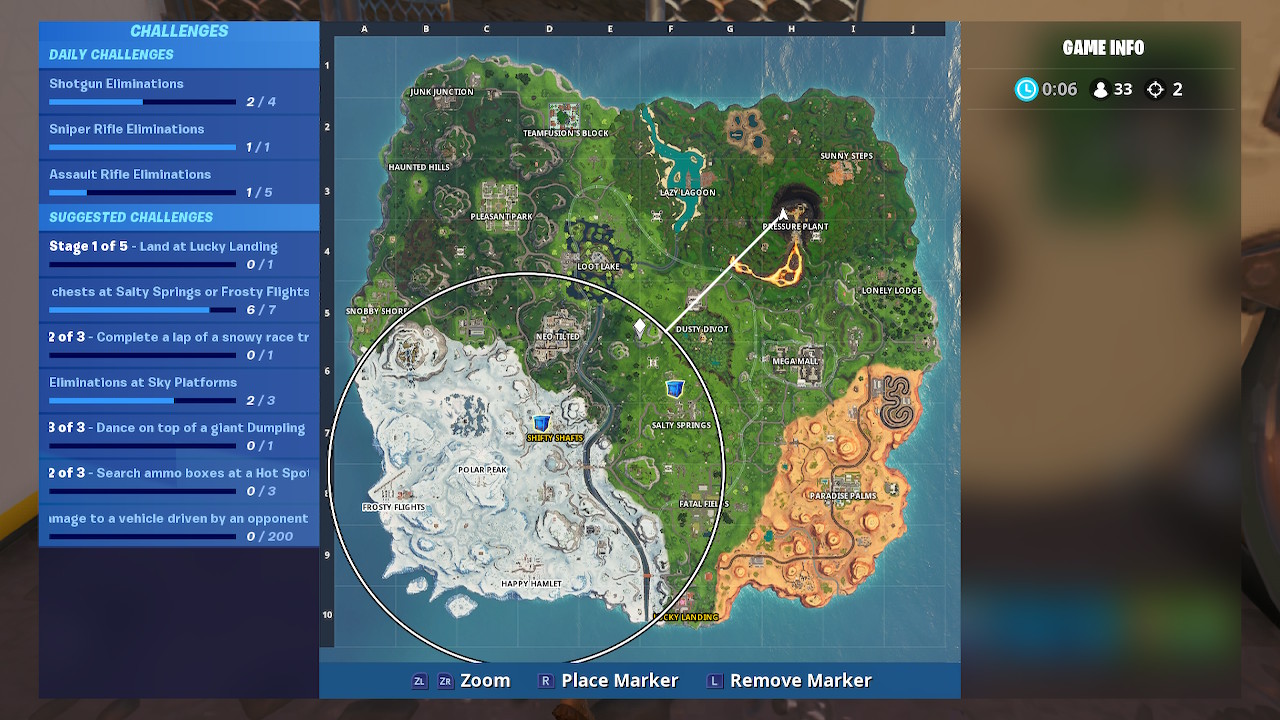 CHALLENGES
DAILY CHALLENGES
Shotgun Eliminations
2 / 4
Sniper Rifle Eliminations
1 / 1
Assault Rifle Eliminations
1 / 5
SUGGESTED CHALLENGES
Stage 1 of 5 - Land at Lucky Landing
0 / 1
chests at Salty Springs or Frosty Flights
6 / 7
2 of 3 - Complete a lap of a snowy race tr
0 / 1
Eliminations at Sky Platforms
2 / 3
3 of 3 - Dance on top of a giant Dumpling
0 / 1
2 of 3 - Search ammo boxes at a Hot Spot
0 / 3
amage to a vehicle driven by an opponent
0 / 200
A B C D E F G H I J
1
2
3
4
5
6
7
8
9
10
JUNK JUNCTION
TEAMFUSION'S BLOCK
HAUNTED HILLS
SUNNY STEPS
LAZY LAGOON
PLEASANT PARK
PRESSURE PLANT
LOOT LAKE
LONELY LODGE
SNOBBY SHORE
DUSTY DIVOT
NEO TILTED
MEGA MALL
SALTY SPRINGS
SHIFTY SHAFTS
POLAR PEAK
PARADISE PALMS
FATAL FIELDS
FROSTY FLIGHTS
HAPPY HAMLET
LUCKY LANDING
ZL ZR Zoom R Place Marker L Remove Marker
GAME INFO
0:06 33 2